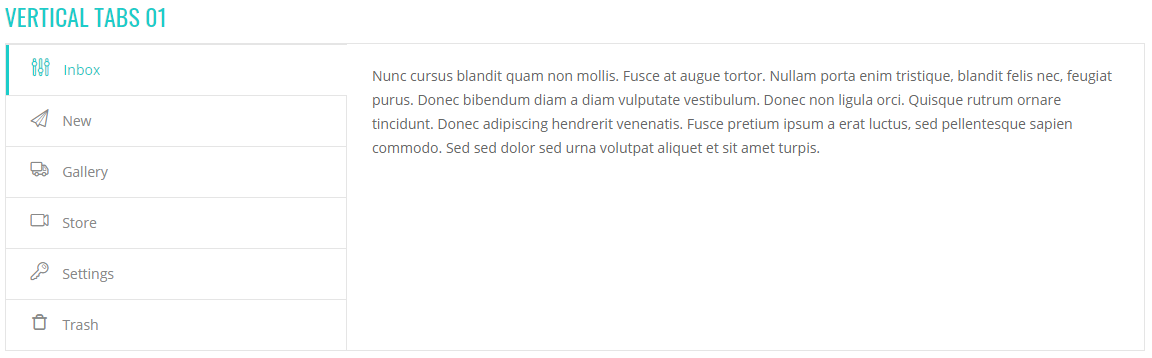 VERTICAL TABS 01
Inbox
New
Gallery
Store
Settings
Trash
Nunc cursus blandit quam non mollis. Fusce at augue tortor. Nullam porta enim tristique, blandit felis nec, feugiat
purus. Donec bibendum diam a diam vulputate vestibulum. Donec non ligula orci. Quisque rutrum ornare
tincidunt. Donec adipiscing hendrerit venenatis. Fusce pretium ipsum a erat luctus, sed pellentesque sapien
commodo. Sed sed dolor sed urna volutpat aliquet et sit amet turpis.